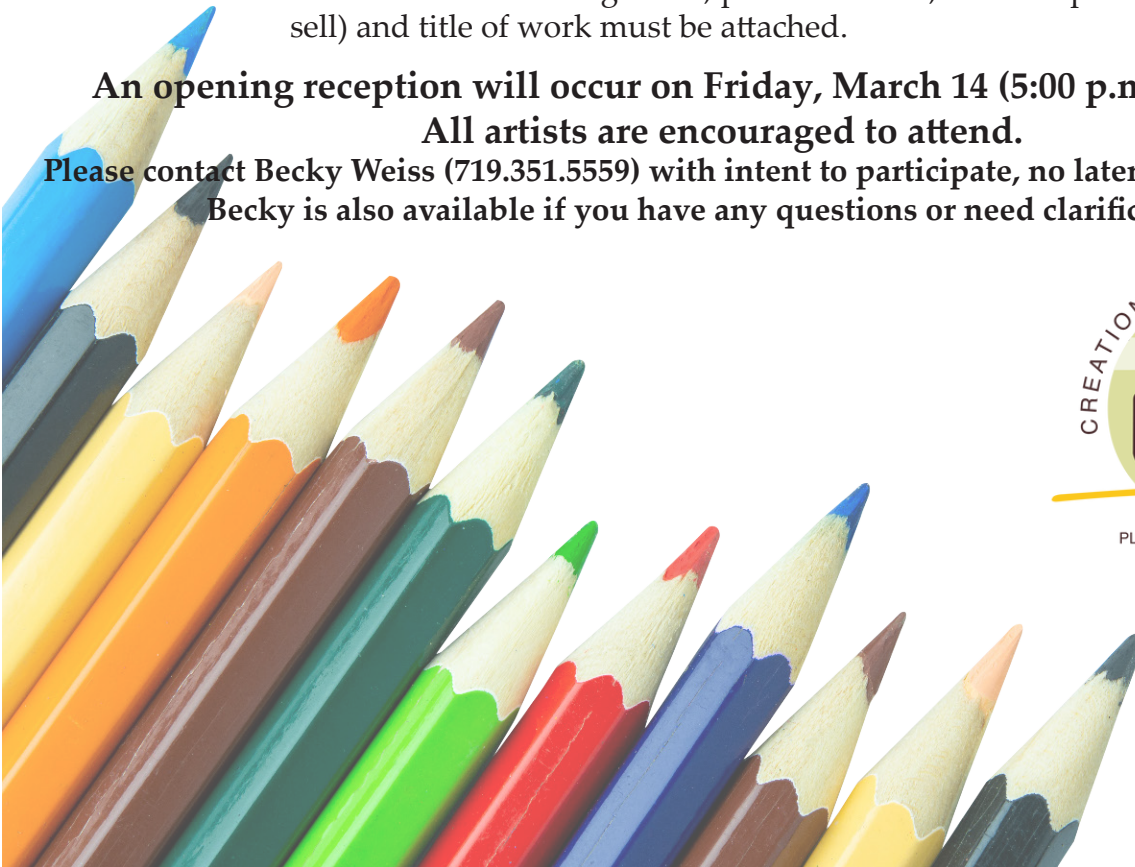 sell) and title of work must be attached.
An opening reception will occur on Friday, March 14 (5:00 p.m
All artists are encouraged to attend.
Please contact Becky Weiss (719.351.5559) with intent to participate, no later
Becky is also available if you have any questions or need
CREATION
PL